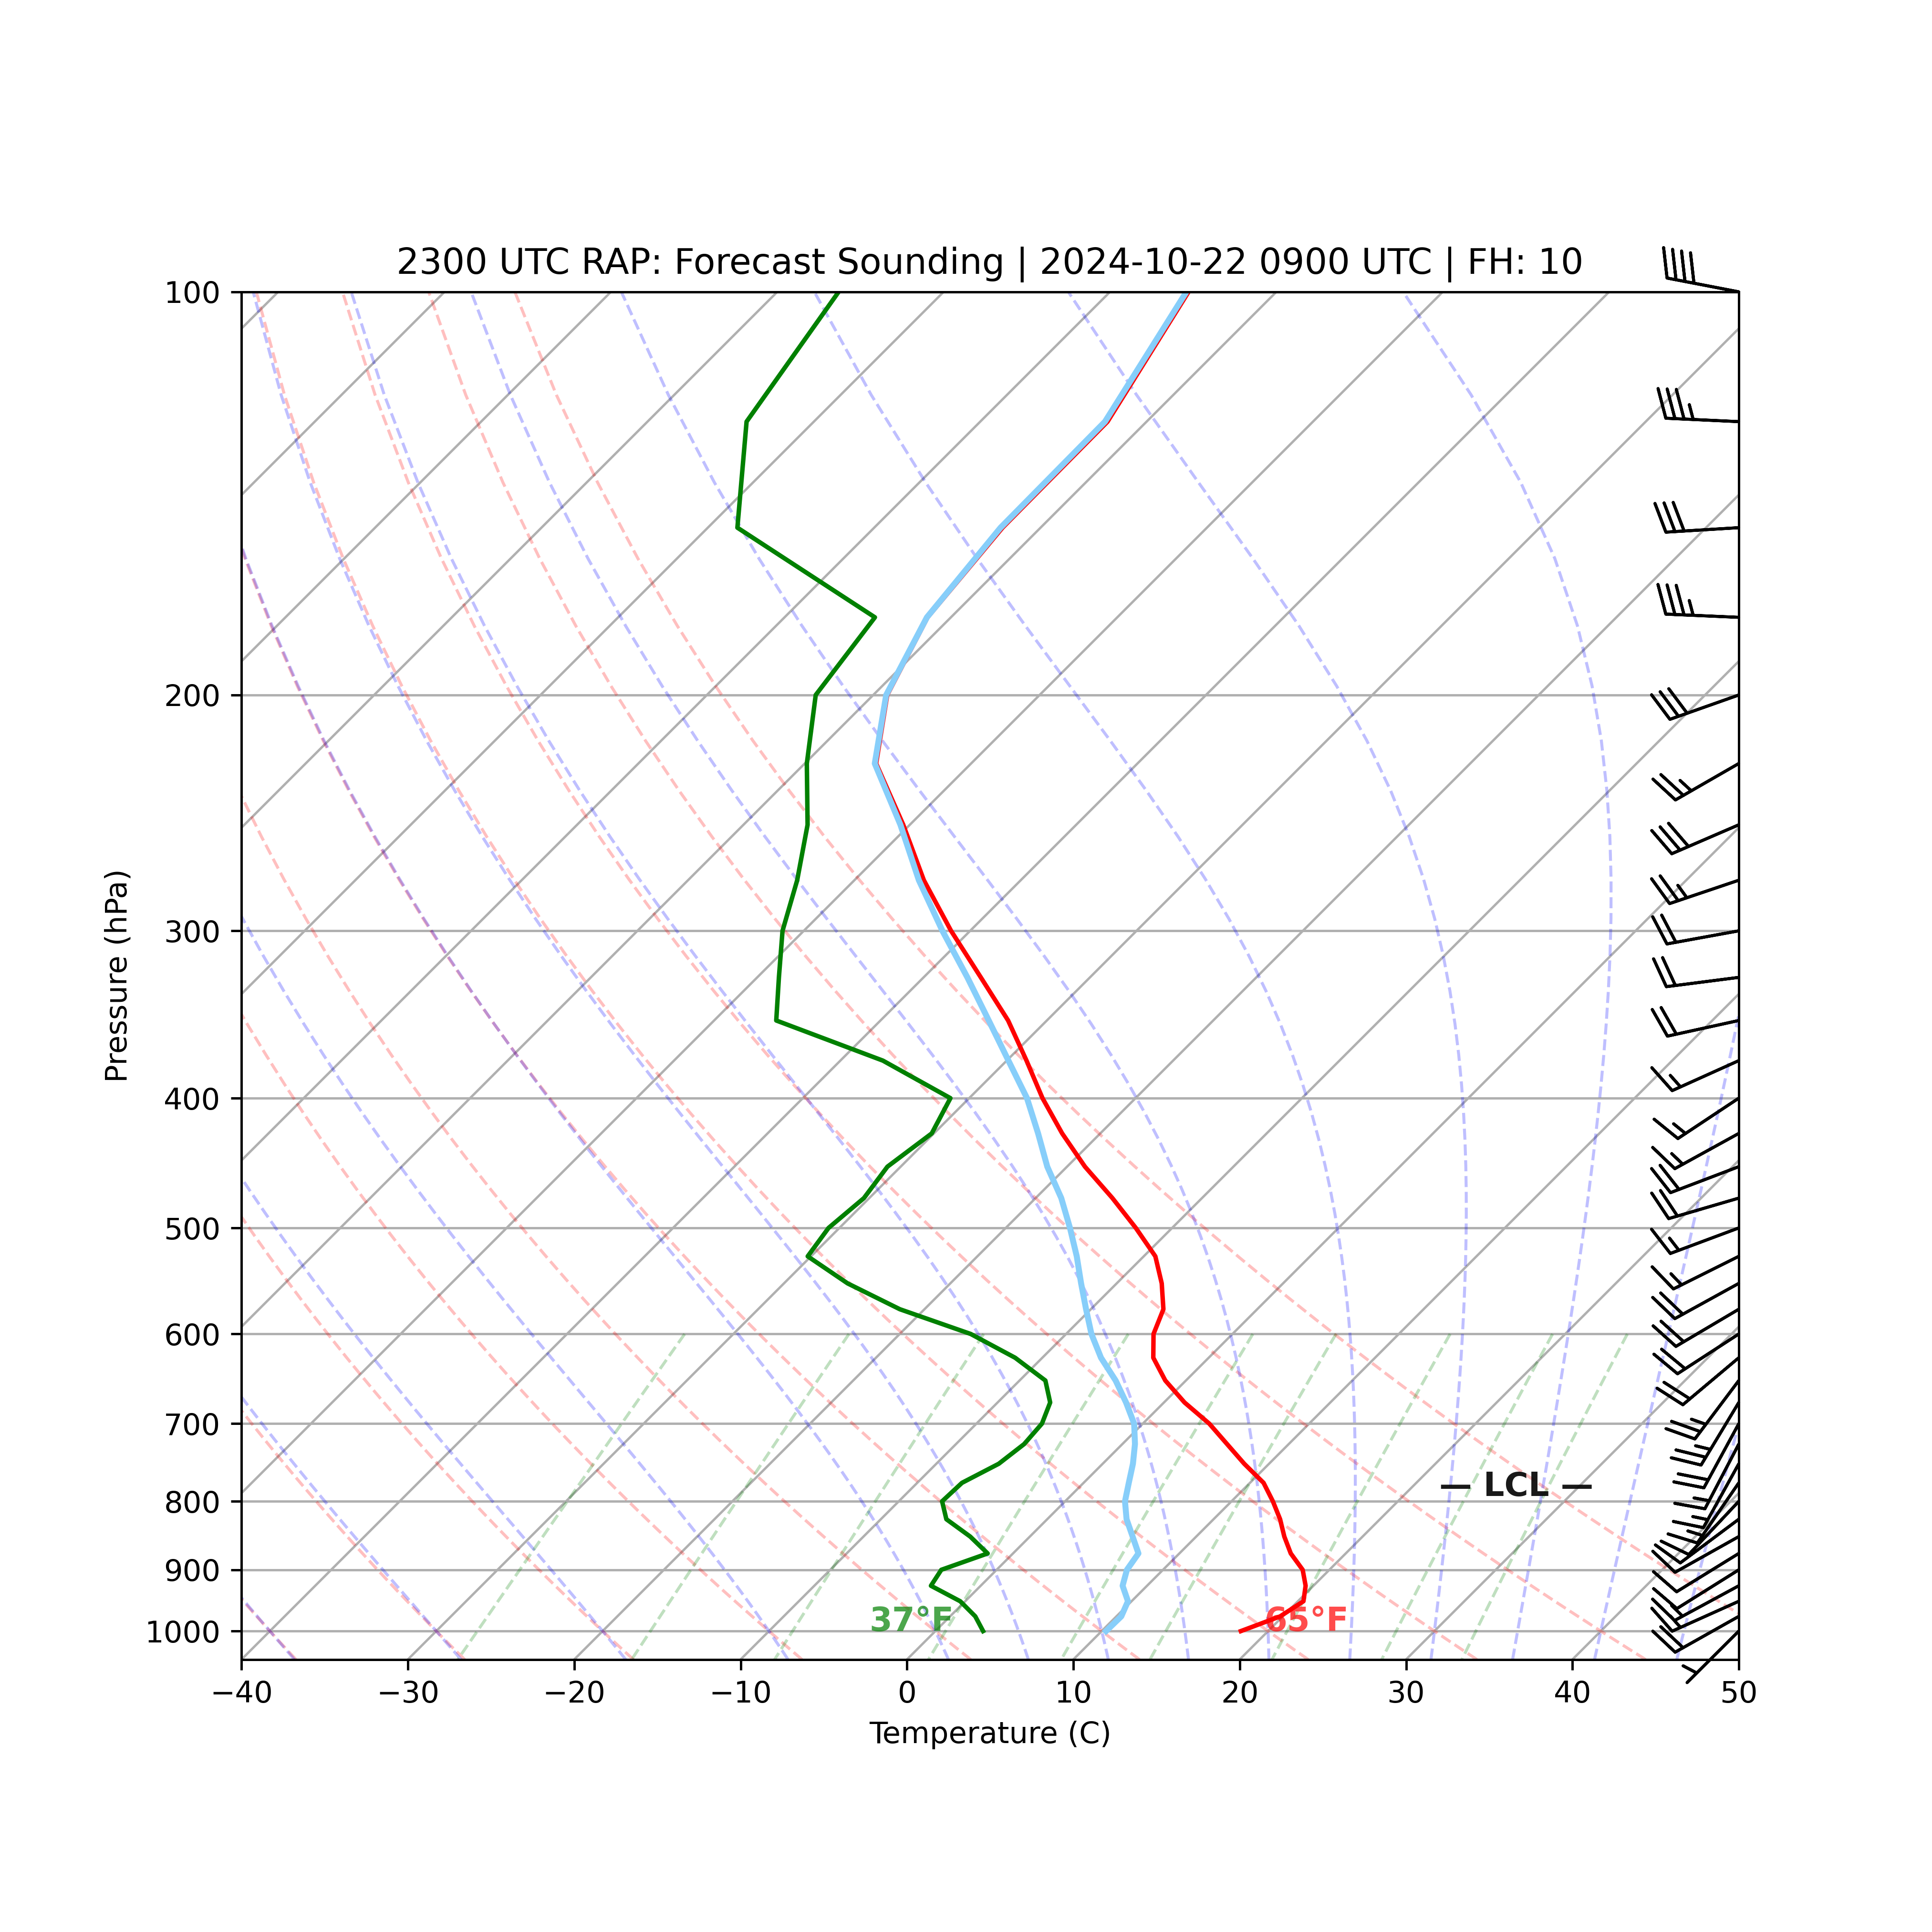 2300 UTC RAP: Forecast Sounding | 2024-10-22 0900 UTC | FH: 10
100
200
300
400
500
600
700
800
900
1000
Pressure (hPa)
— LCL —
37°F
65°F
−40 −30 −20 −10 0 10 20 30 40 50
Temperature (C)